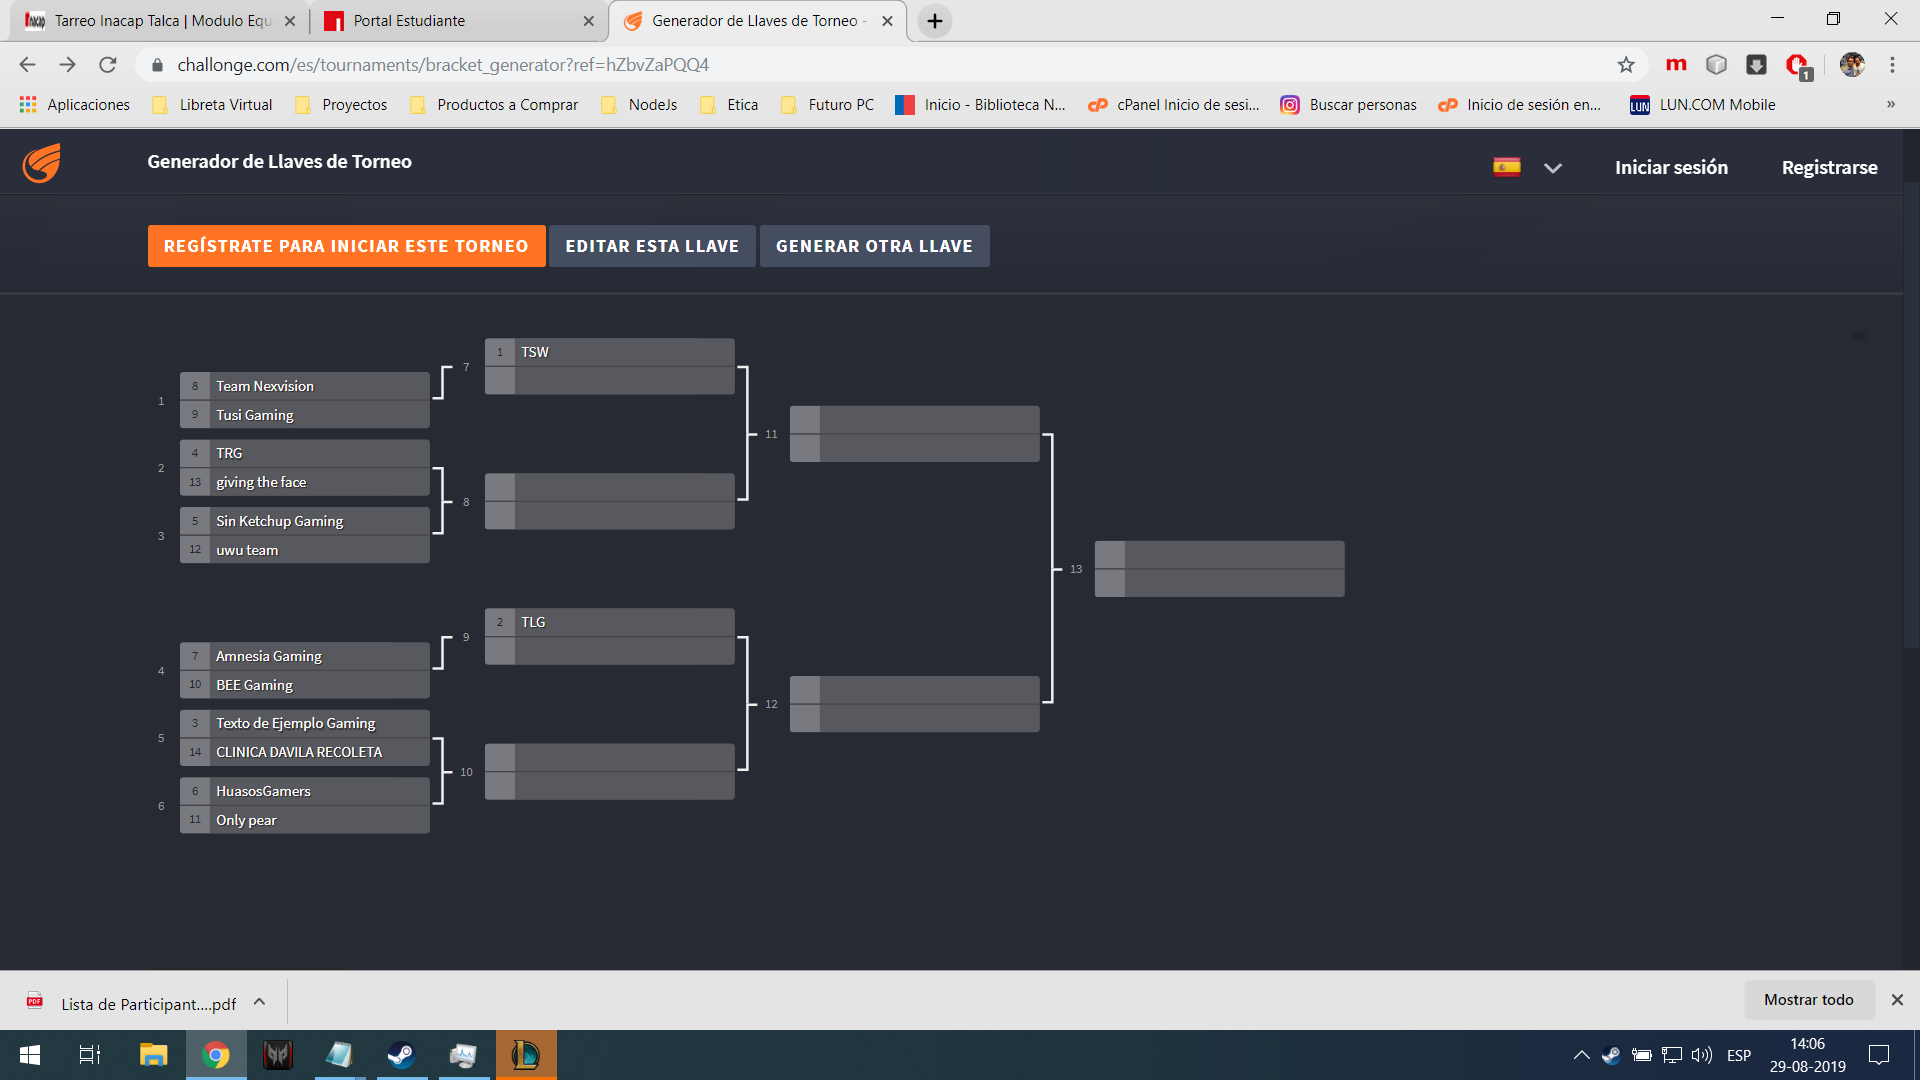 Tarreo Inacap Talca | Modulo Equ
Portal Estudiante
Generador de Llaves de Torneo -
challonge.com/es/tournaments/bracket_generator?ref=hZbvZaPQQ4
m
1
Aplicaciones
Libreta Virtual
Proyectos
Productos a Comprar
NodeJs
Etica
Futuro PC
Inicio - Biblioteca N...
cPanel Inicio de sesi...
Buscar personas
Inicio de sesión en...
LUN
LUN.COM Mobile
»
Generador de Llaves de Torneo
Iniciar sesión
Registrarse
REGÍSTRATE PARA INICIAR ESTE TORNEO
EDITAR ESTA LLAVE
GENERAR OTRA LLAVE
1
8 Team Nexvision
9 Tusi Gaming
2
4 TRG
13 giving the face
3
5 Sin Ketchup Gaming
12 uwu team
4
7 Amnesia Gaming
10 BEE Gaming
5
3 Texto de Ejemplo Gaming
14 CLINICA DAVILA RECOLETA
6
6 HuasosGamers
11 Only pear
7
1 TSW
8
9
2 TLG
10
11
12
13
PDF
Lista de Participant....pdf
Mostrar todo
ESP
14:06
29-08-2019